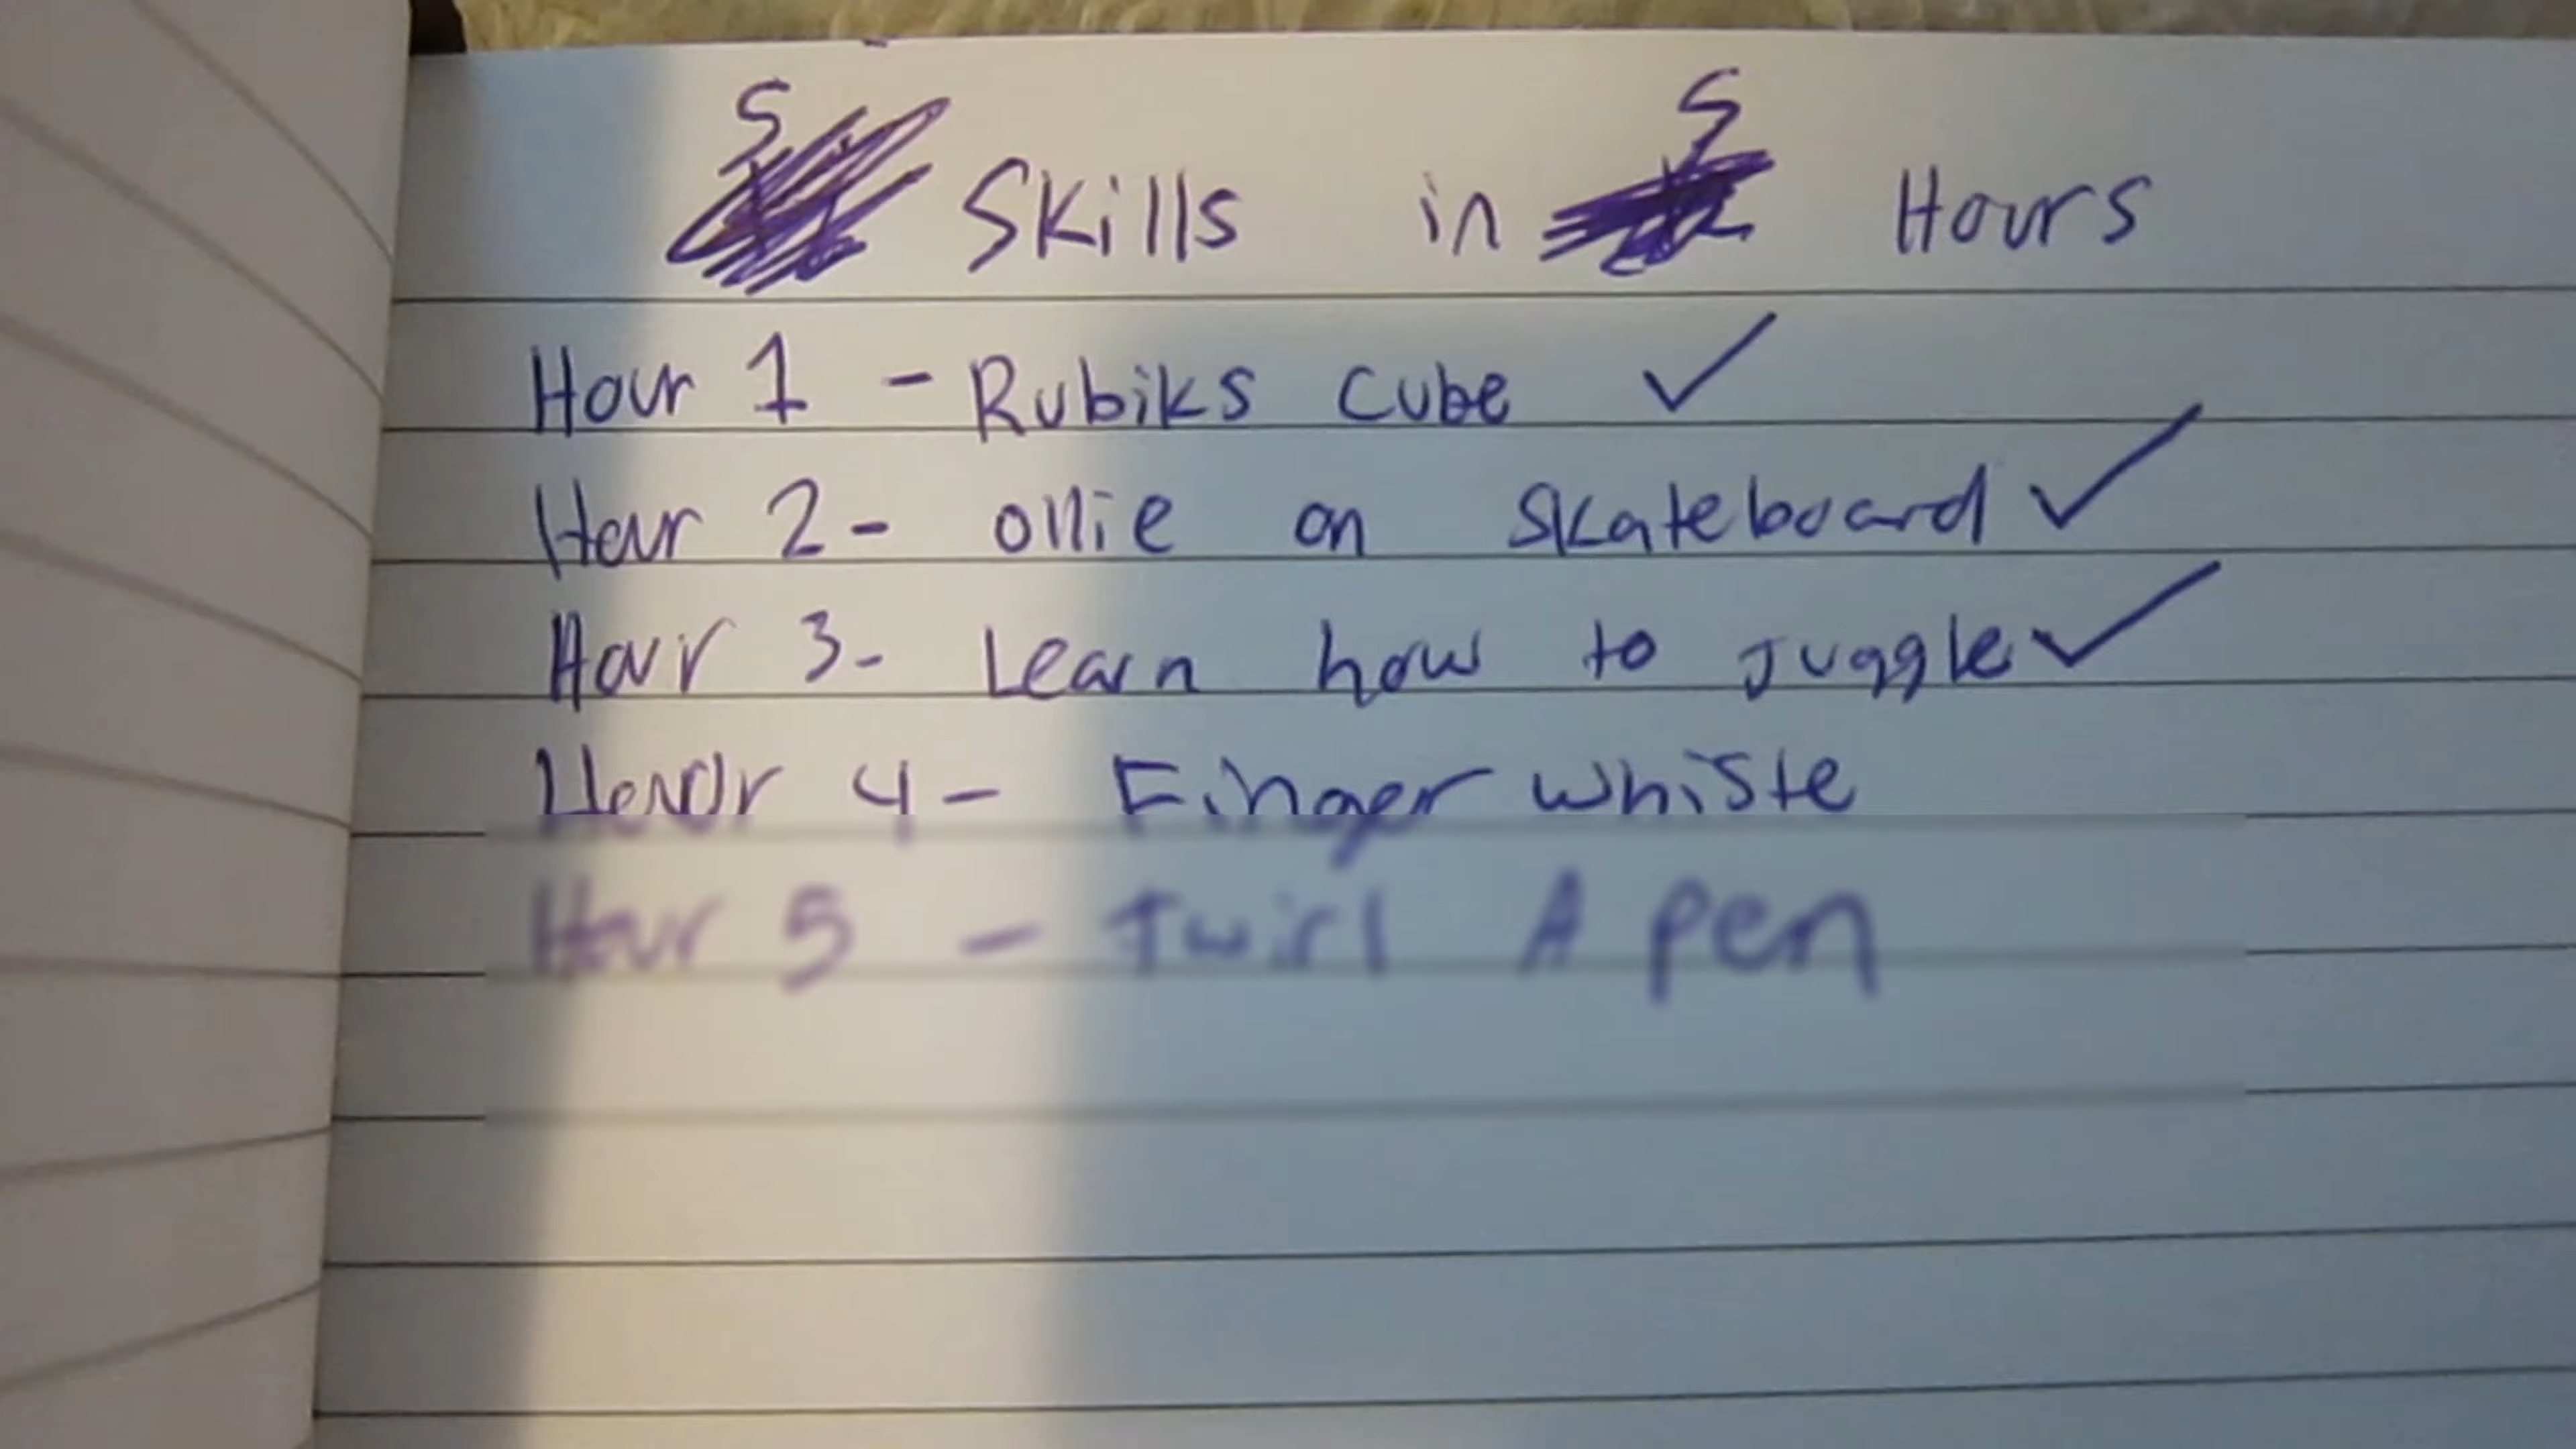 5 Skills in 5 Hours
Hour 1 - Rubiks cube ✓
Hour 2 - ollie on skateboard ✓
Hour 3 - Learn how to juggle ✓
Hour 4 - Finger whiste
Hour 5 - Twirl A pen